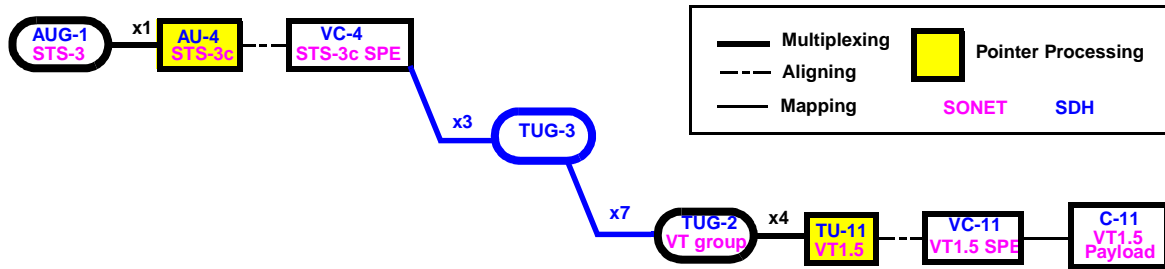 AUG-1
STS-3
x1
AU-4
STS-3c
VC-4
STS-3c SPE
Multiplexing
Aligning
Mapping
Pointer Processing
SONET SDH
x3
TUG-3
x7
TUG-2
VT group
x4
TU-11
VT1.5
VC-11
VT1.5 SPE
C-11
VT1.5
Payload